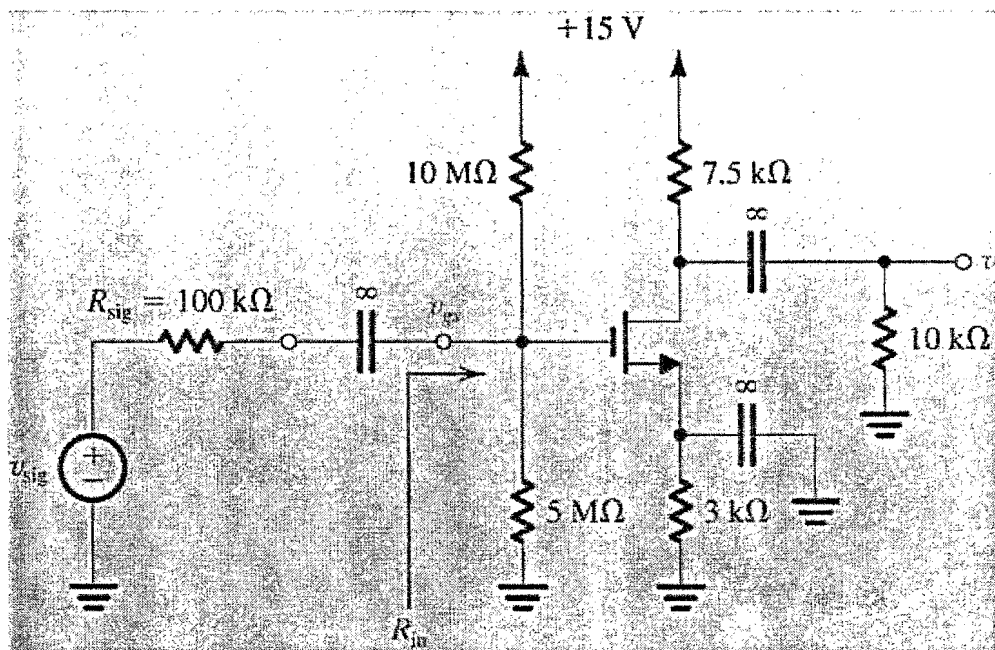 +15 V
10 MΩ
7.5 kΩ
∞
R_sig = 100 kΩ
∞
v_gs
v
10 kΩ
∞
v_sig
+
−
5 MΩ
3 kΩ
R_in